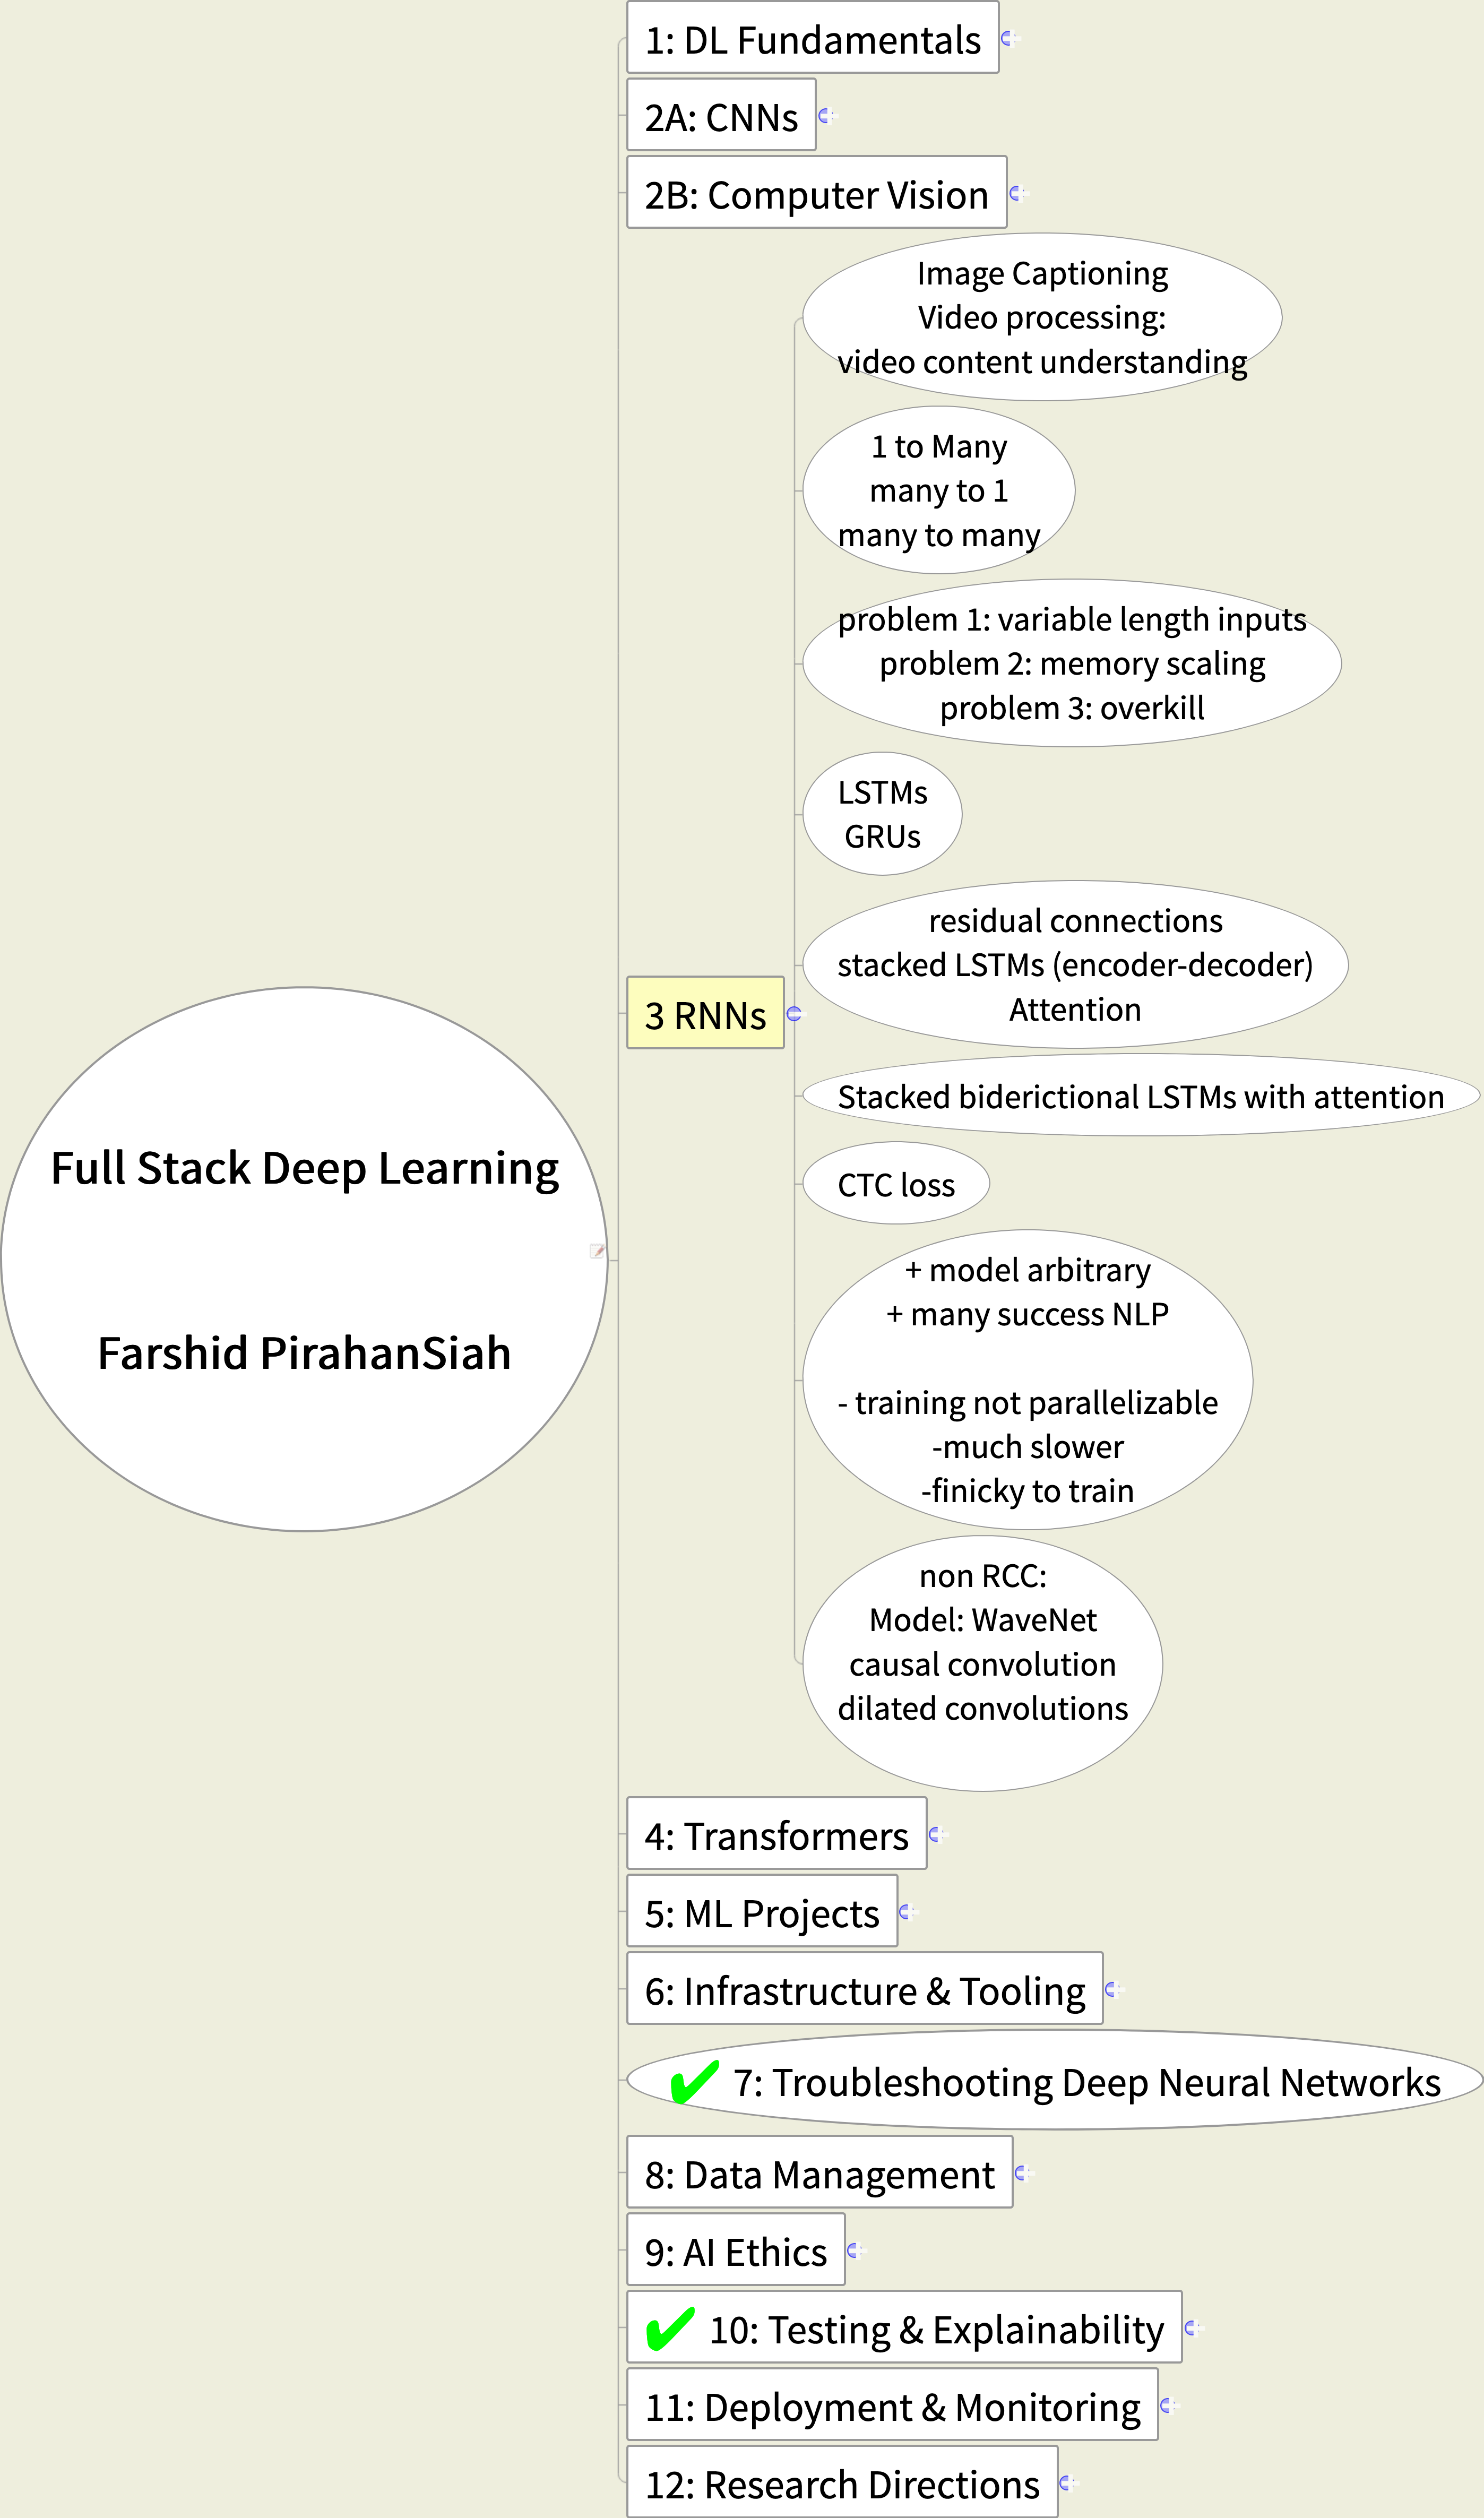 Full Stack Deep Learning
Farshid PirahanSiah
1: DL Fundamentals
2A: CNNs
2B: Computer Vision
3 RNNs
Image Captioning
Video processing:
video content understanding
1 to Many
many to 1
many to many
problem 1: variable length inputs
problem 2: memory scaling
problem 3: overkill
LSTMs
GRUs
residual connections
stacked LSTMs (encoder-decoder)
Attention
Stacked biderictional LSTMs with attention
CTC loss
+ model arbitrary
+ many success NLP
- training not parallelizable
-much slower
-finicky to train
non RCC:
Model: WaveNet
causal convolution
dilated convolutions
4: Transformers
5: ML Projects
6: Infrastructure & Tooling
7: Troubleshooting Deep Neural Networks
8: Data Management
9: AI Ethics
10: Testing & Explainability
11: Deployment & Monitoring
12: Research Directions